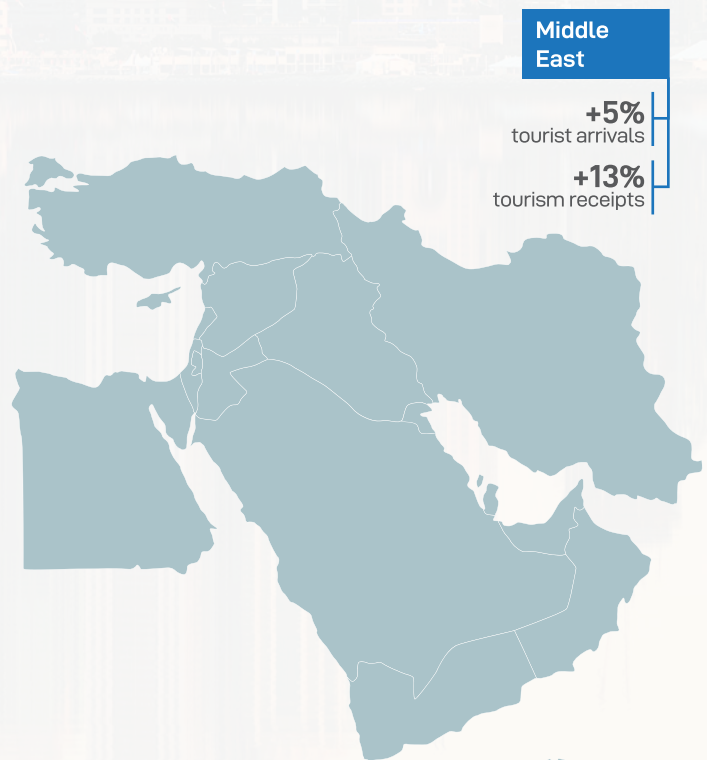 Middle
East
+5%
tourist arrivals
+13%
tourism receipts